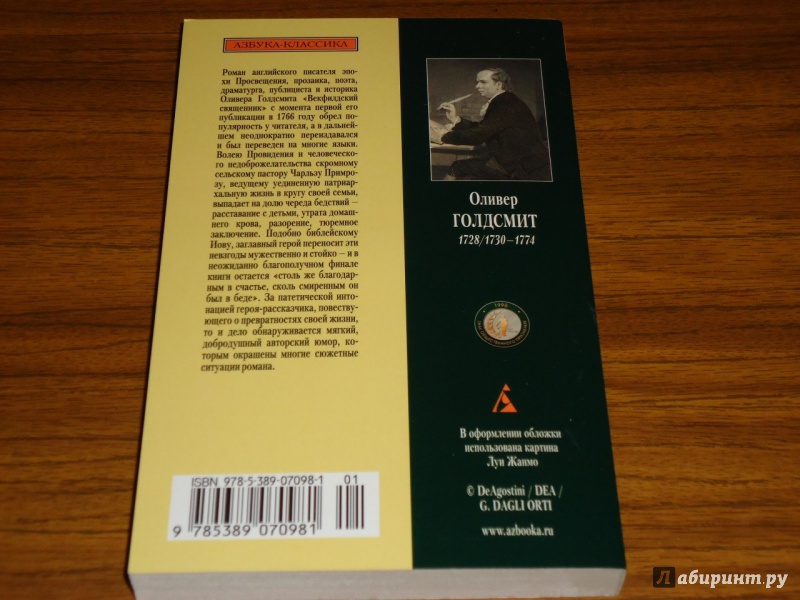 АЗБУКА-КЛАССИКА
Роман английского писателя эпо-
хи Просвещения, прозаика, поэта,
драматурга, публициста и историка
Оливера Голдсмита «Векфилдский
священник» с момента первой его
публикации в 1766 году обрел по-
пулярность у читателя, а в дальней-
шем неоднократно переиздавался
и был переведен на многие языки.
Волею Провидения и человеческо-
го недоброжелательства скромному
сельскому пастору Чарльзу Примро-
зу, ведущему уединенную патриар-
хальную жизнь в кругу своей семьи,
выпадает на долю череда бедствий –
расставание с детьми, утрата домаш-
него крова, разорение, тюремное
заключение. Подобно библейскому
Иову, заглавный герой переносит эти
невзгоды мужественно и стойко – и в
неожиданно благополучном финале
книги остается «столь же благодар-
ным в счастье, сколь смиренным он
был в беде». За патетической инто-
нацией героя-рассказчика, повеству-
ющего о превратностях своей жизни,
то и дело обнаруживается мягкий,
добродушный авторский юмор, ко-
торым окрашены многие сюжетные
ситуации романа.
ISBN 978-5-389-07098-1
01
9 785389 070981
Оливер
ГОЛДСМИТ
1728/1730–1774
1996
В оформлении обложки
использована картина
Луи Жанмо
© DeAgostini / DEA /
G. DAGLI ORTI
www.azbooka.ru
Лабиринт.ру